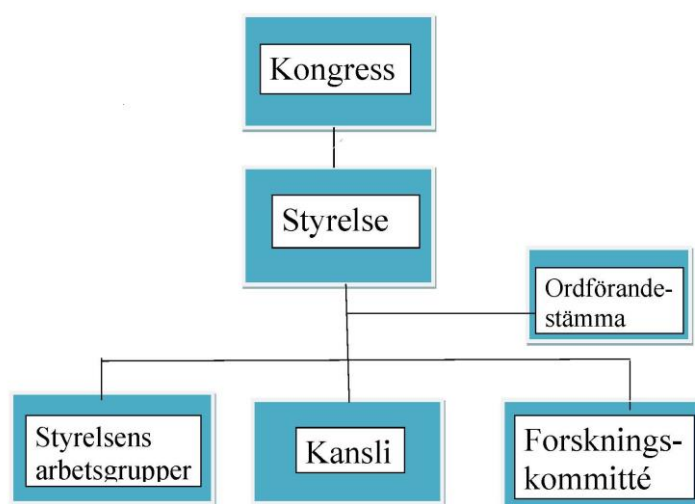 Kongress
Styrelse
Ordförande-
stämma
Styrelsens
arbetsgrupper
Kansli
Forsknings-
kommitté